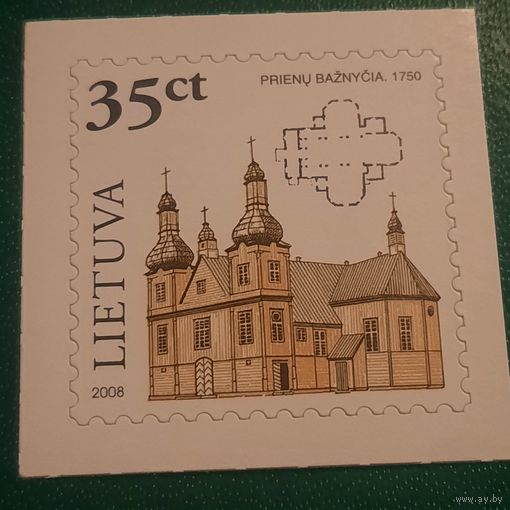 35ct
PRIENŲ BAŽNYČIA. 1750
LIETUVA
2008
www.ay.by